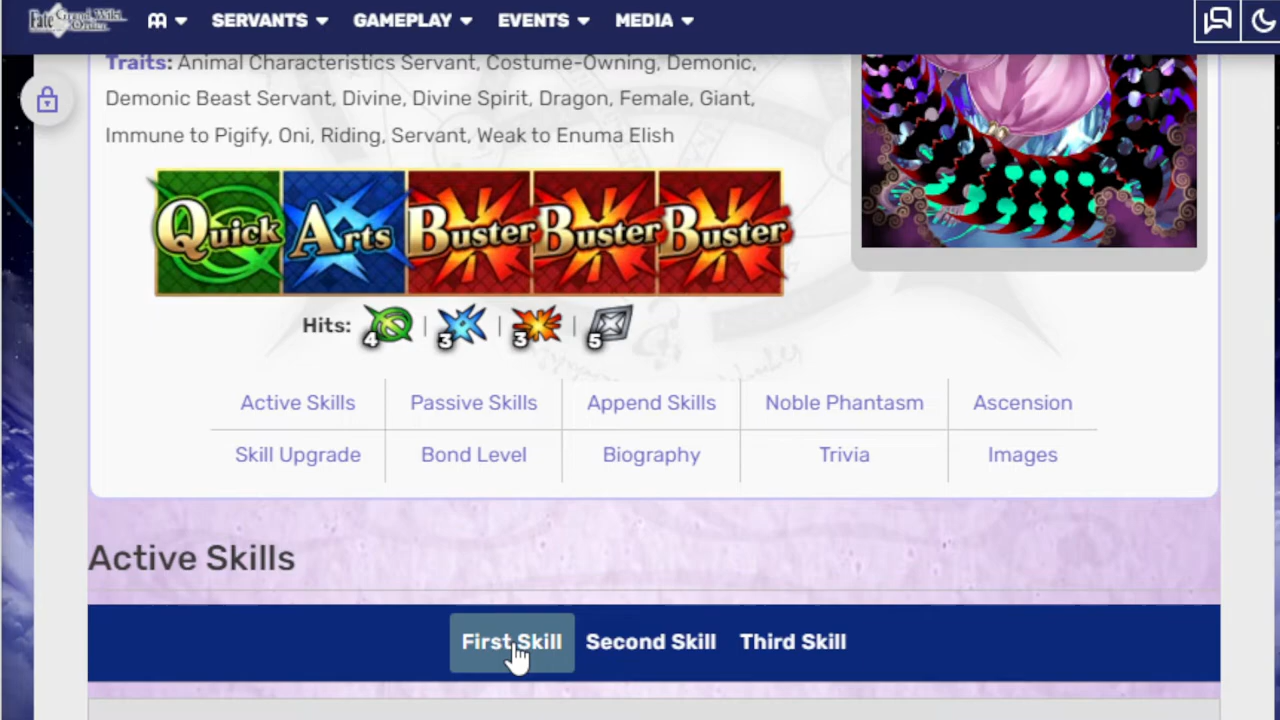 Fate Grand Order Wiki
SERVANTS GAMEPLAY EVENTS MEDIA
Traits: Animal Characteristics Servant, Costume-Owning, Demonic,
Demonic Beast Servant, Divine, Divine Spirit, Dragon, Female, Giant,
Immune to Pigify, Oni, Riding, Servant, Weak to Enuma Elish
Quick Arts Buster Buster Buster
Hits: 4 | 3 | 3 | 5
Active Skills Passive Skills Append Skills Noble Phantasm Ascension
Skill Upgrade Bond Level Biography Trivia Images
Active Skills
First Skill Second Skill Third Skill